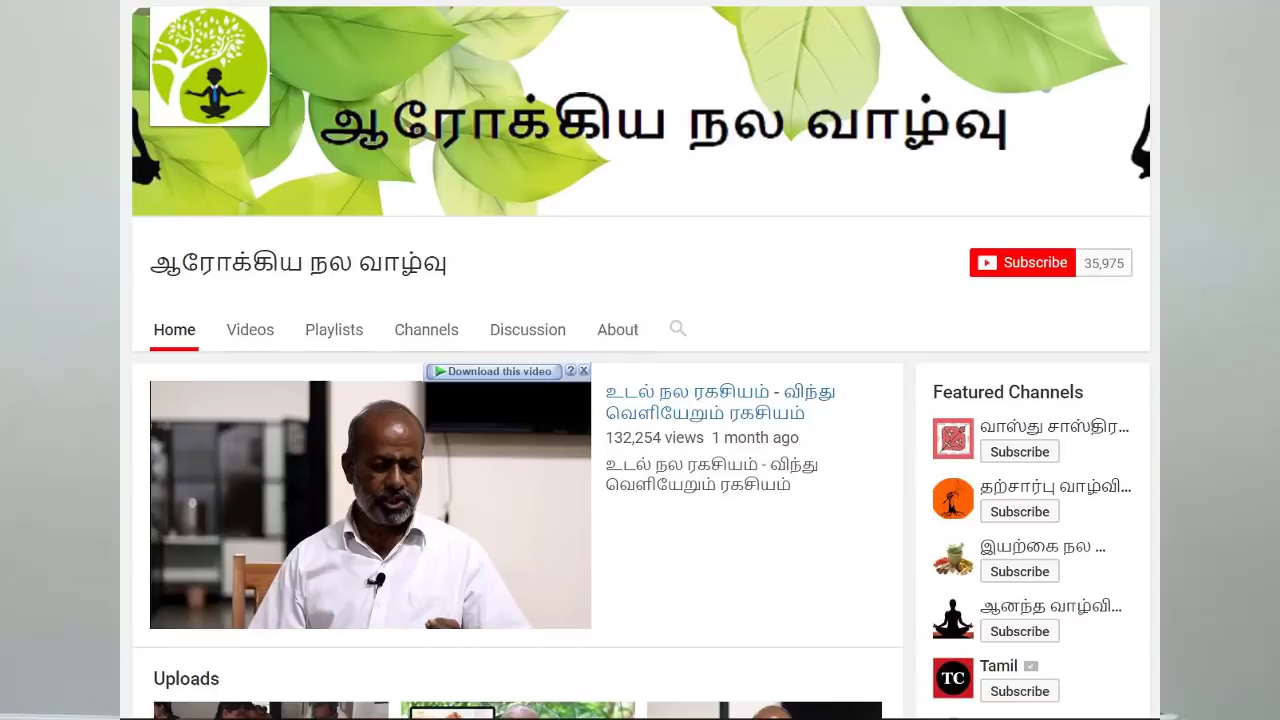 ஆரோக்கிய நல வாழ்வு
ஆரோக்கிய நல வாழ்வு
Subscribe 35,975
Home Videos Playlists Channels Discussion About
Download this video ? X
உடல் நல ரகசியம் - விந்து
வெளியேறும் ரகசியம்
132,254 views 1 month ago
உடல் நல ரகசியம் - விந்து
வெளியேறும் ரகசியம்
Featured Channels
வாஸ்து சாஸ்திர...
Subscribe
தற்சார்பு வாழ்வி...
Subscribe
இயற்கை நல ...
Subscribe
ஆனந்த வாழ்வி...
Subscribe
TC
Tamil
Subscribe
Uploads